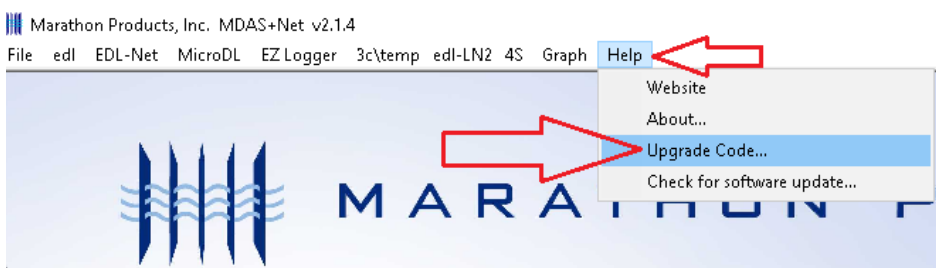 Marathon Products, Inc. MDAS+Net v2.1.4
File edl EDL-Net MicroDL EZ Logger 3c\temp edl-LN2 4S Graph Help
Website
About...
Upgrade Code...
Check for software update...
MARATHON P